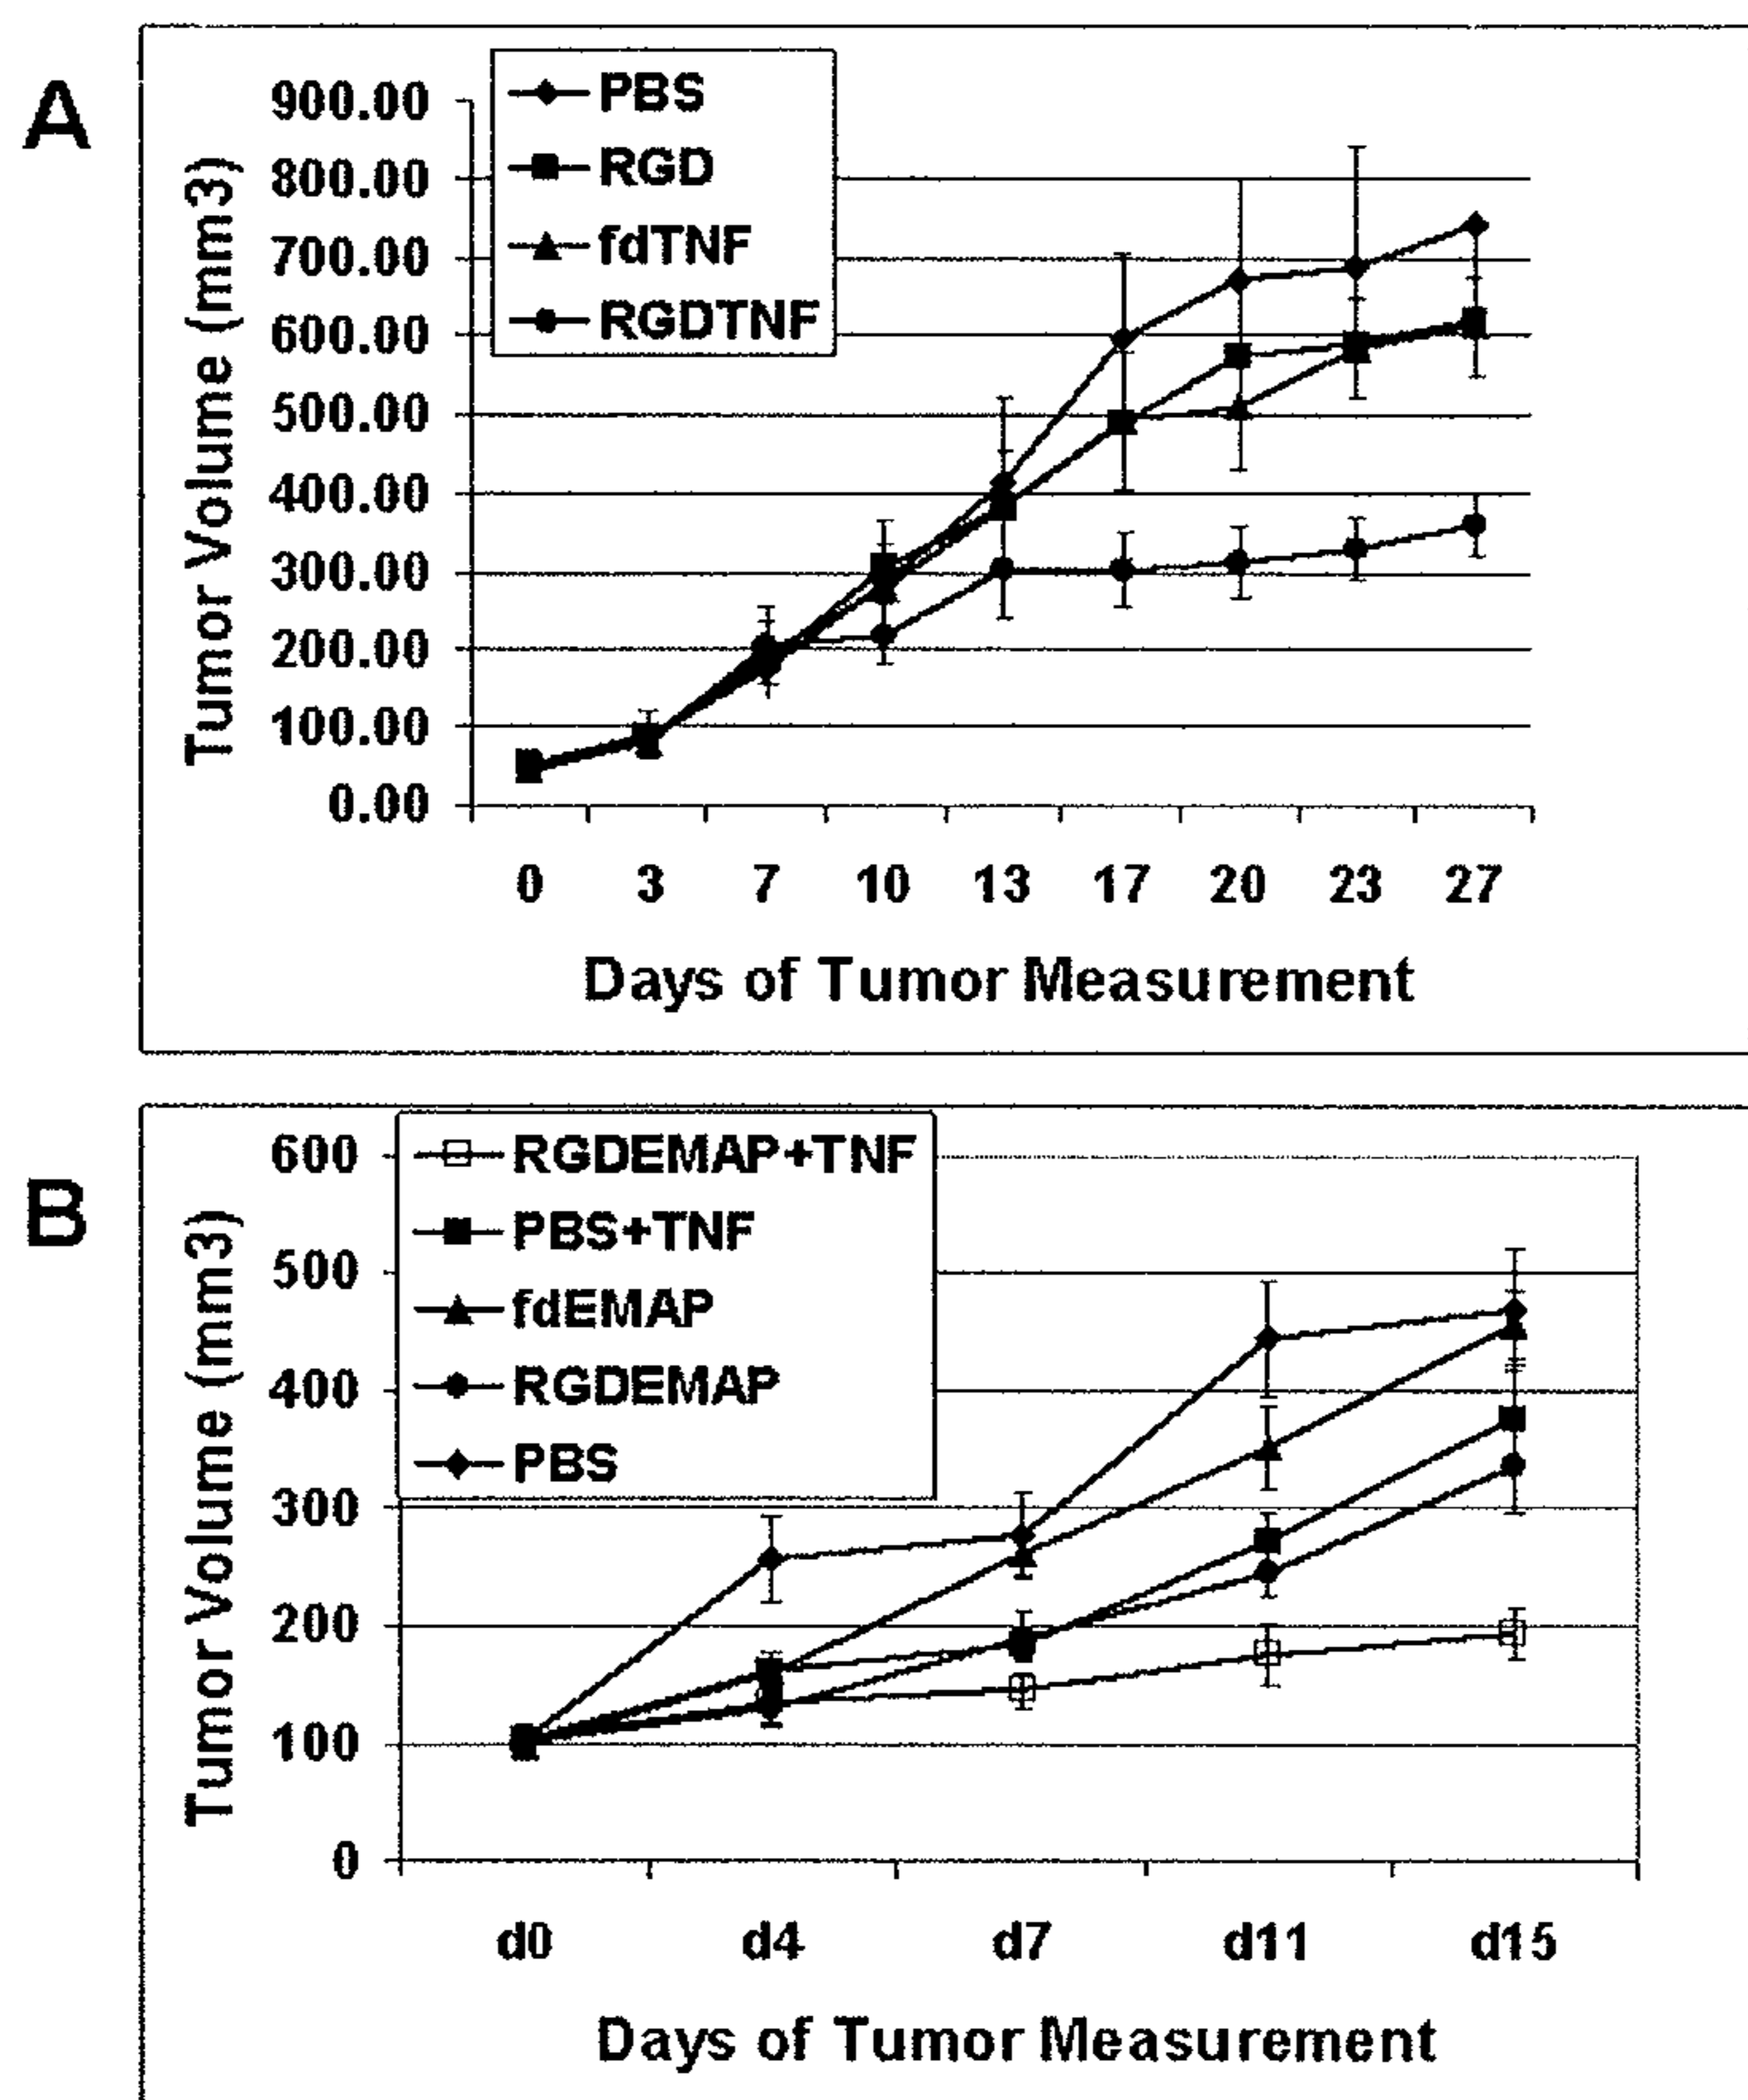 A
Tumor Volume (mm3)
900.00
800.00
700.00
600.00
500.00
400.00
300.00
200.00
100.00
0.00
PBS
RGD
fdTNF
RGDTNF
0 3 7 10 13 17 20 23 27
Days of Tumor Measurement
B
Tumor Volume (mm3)
600
500
400
300
200
100
0
RGDEMAP+TNF
PBS+TNF
fdEMAP
RGDEMAP
PBS
d0 d4 d7 d11 d15
Days of Tumor Measurement